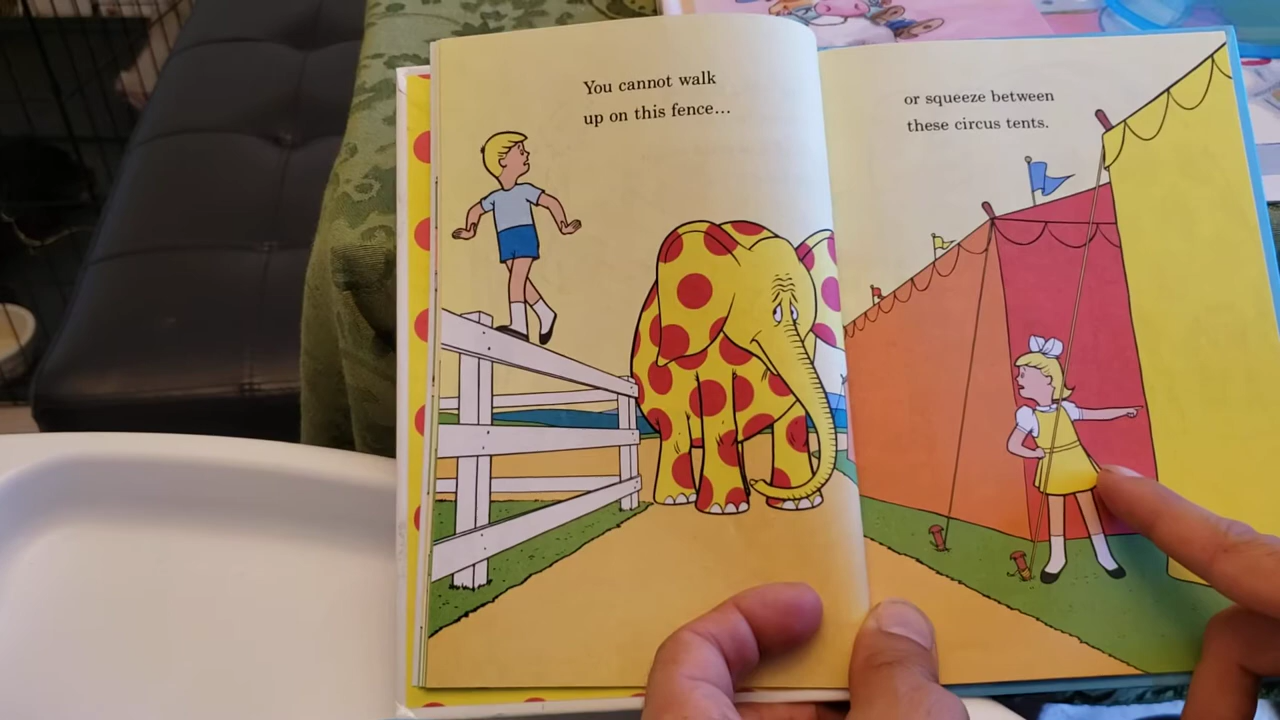 You cannot walk
up on this fence...
or squeeze between
these circus tents.